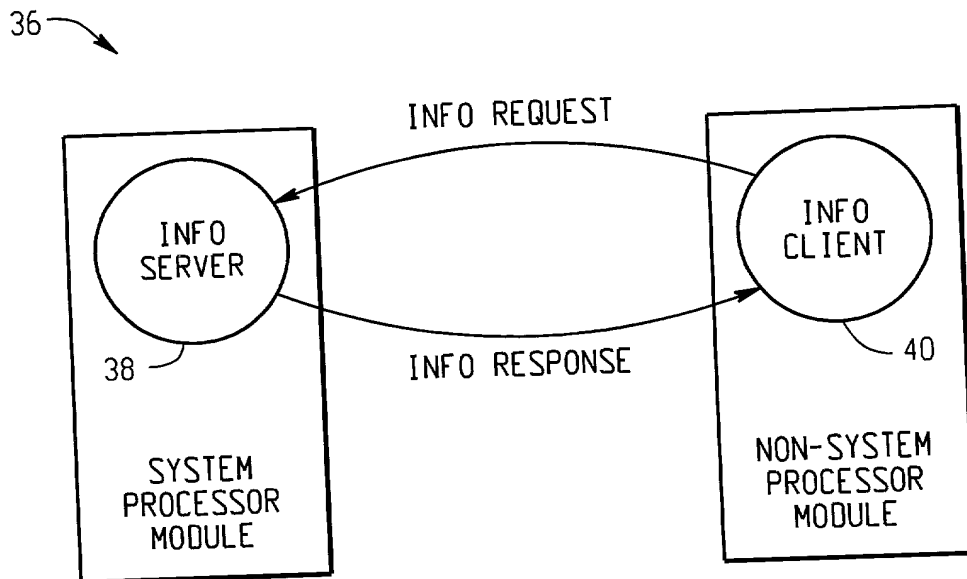 36
INFO REQUEST
INFO
SERVER
INFO
CLIENT
38
INFO RESPONSE
40
SYSTEM
PROCESSOR
MODULE
NON-SYSTEM
PROCESSOR
MODULE